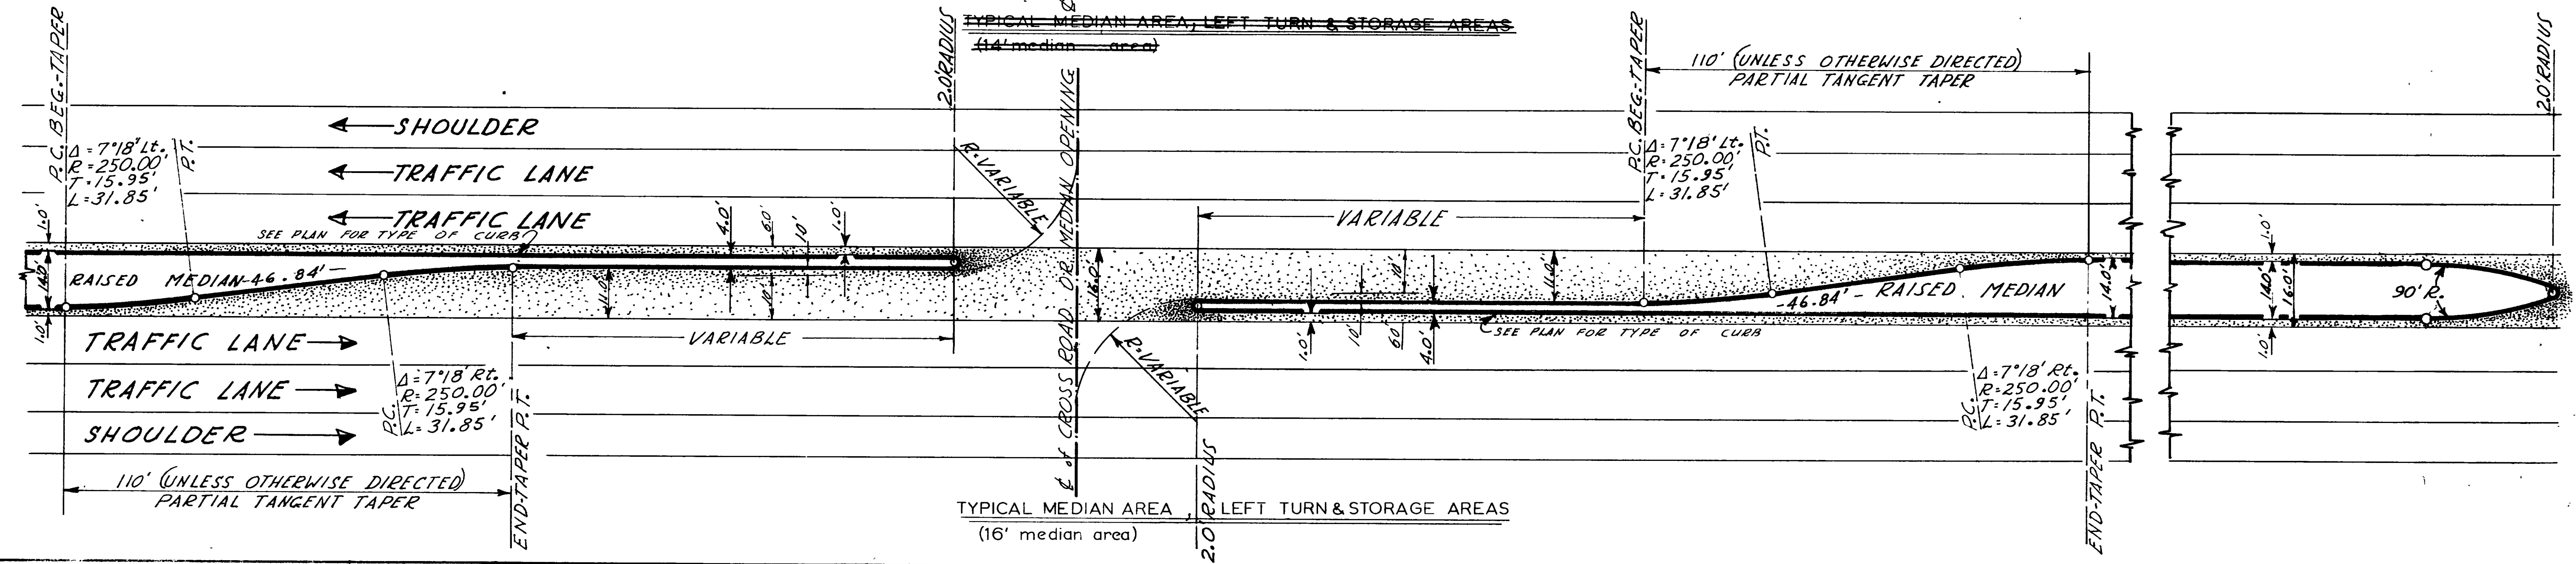 TYPICAL MEDIAN AREA, LEFT TURN & STORAGE AREAS
(14' median area)
P.C. BEG.-TAPER
Δ = 7°18' Lt.
R = 250.00'
T = 15.95'
L = 31.85'
P.T.
← SHOULDER
← TRAFFIC LANE
← TRAFFIC LANE
SEE PLAN FOR TYPE OF CURB
2.0' RADIUS
R=VARIABLE
℄ of CROSS ROAD OR MEDIAN OPENING
VARIABLE
P.C. BEG.-TAPER
110' (UNLESS OTHERWISE DIRECTED)
PARTIAL TANGENT TAPER
Δ = 7°18' Lt.
R = 250.00'
T = 15.95'
L = 31.85'
P.T.
2.0' RADIUS
1.0'
14.0'
1.0'
RAISED MEDIAN-46.84'-
11.0'
4.0'
6.0'
10'
1.0'
10'
16.0'
10'
11.0'
1.0'
10'
6.0'
4.0'
SEE PLAN FOR TYPE OF CURB
-46.84'- RAISED MEDIAN
14.0'
1.0'
14.0'
16.0'
1.0'
90' R.
TRAFFIC LANE →
TRAFFIC LANE →
SHOULDER →
VARIABLE
P.C.
Δ = 7°18' Rt.
R = 250.00'
T = 15.95'
L = 31.85'
END-TAPER P.T.
110' (UNLESS OTHERWISE DIRECTED)
PARTIAL TANGENT TAPER
R=VARIABLE
2.0' RADIUS
P.C.
Δ = 7°18' Rt.
R = 250.00'
T = 15.95'
L = 31.85'
END-TAPER P.T.
TYPICAL MEDIAN AREA, LEFT TURN & STORAGE AREAS
(16' median area)